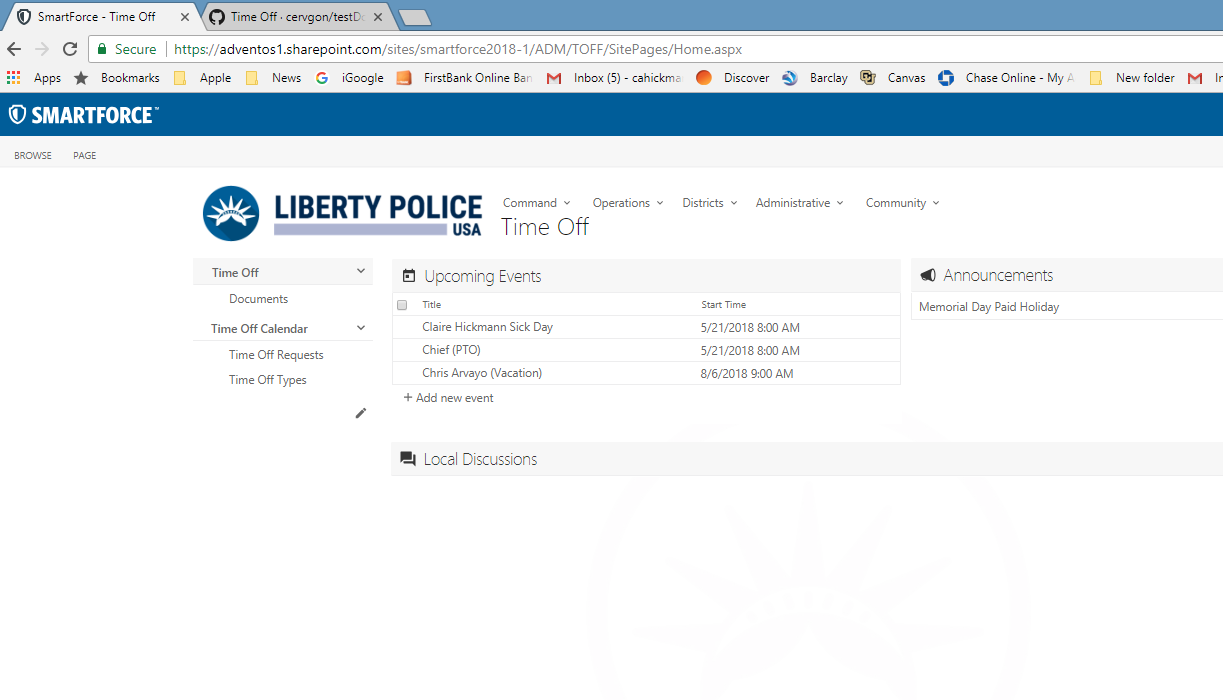 SmartForce - Time Off
Time Off · cervgon/testDo
Secure https://adventos1.sharepoint.com/sites/smartforce2018-1/ADM/TOFF/SitePages/Home.aspx
Apps Bookmarks Apple News iGoogle FirstBank Online Ban Inbox (5) - cahickma Discover Barclay Canvas Chase Online - My A New folder In
SMARTFORCE™
BROWSE PAGE
LIBERTY POLICE
USA
Command Operations Districts Administrative Community
Time Off
Time Off
Documents
Time Off Calendar
Time Off Requests
Time Off Types
Upcoming Events
Title Start Time
Claire Hickmann Sick Day 5/21/2018 8:00 AM
Chief (PTO) 5/21/2018 8:00 AM
Chris Arvayo (Vacation) 8/6/2018 9:00 AM
+ Add new event
Announcements
Memorial Day Paid Holiday
Local Discussions